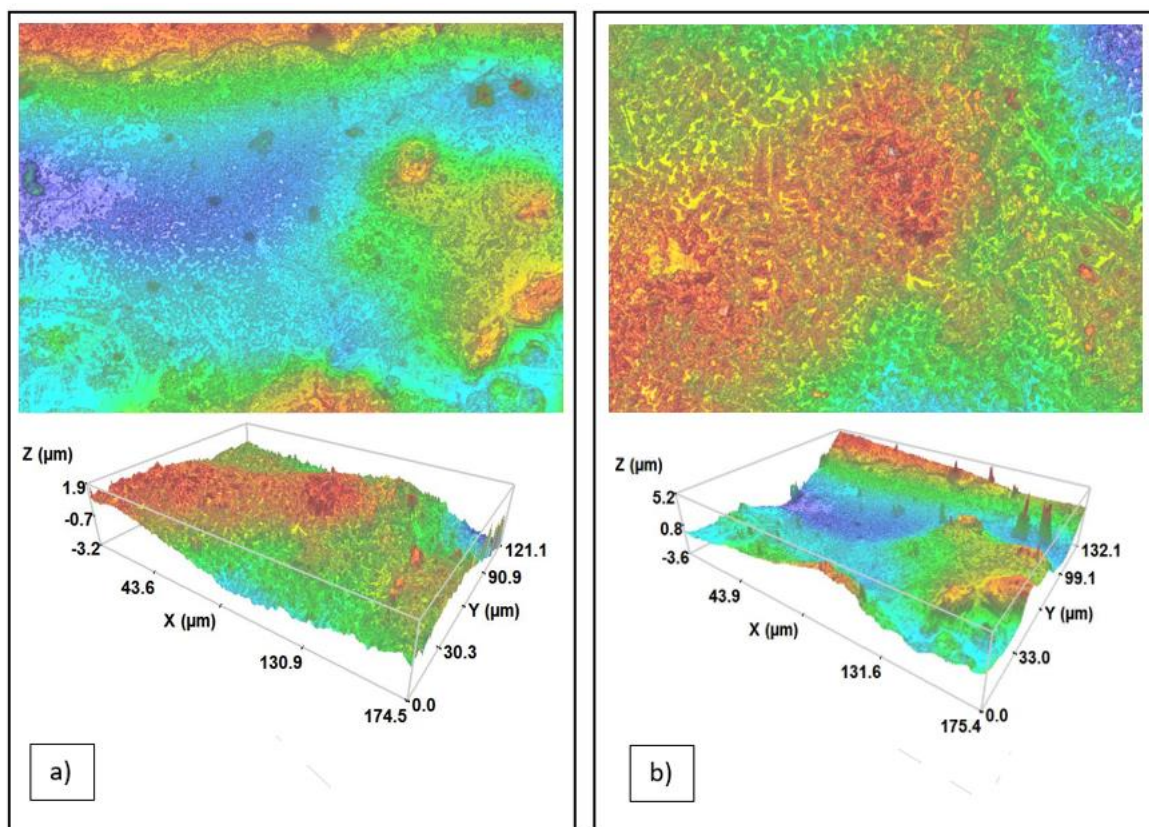 Z (µm)
1.9
-0.7
-3.2
43.6
X (µm)
130.9
174.5
0.0
30.3
Y (µm)
90.9
121.1
a)
Z (µm)
5.2
0.8
-3.6
43.9
X (µm)
131.6
175.4
0.0
33.0
Y (µm)
99.1
132.1
b)